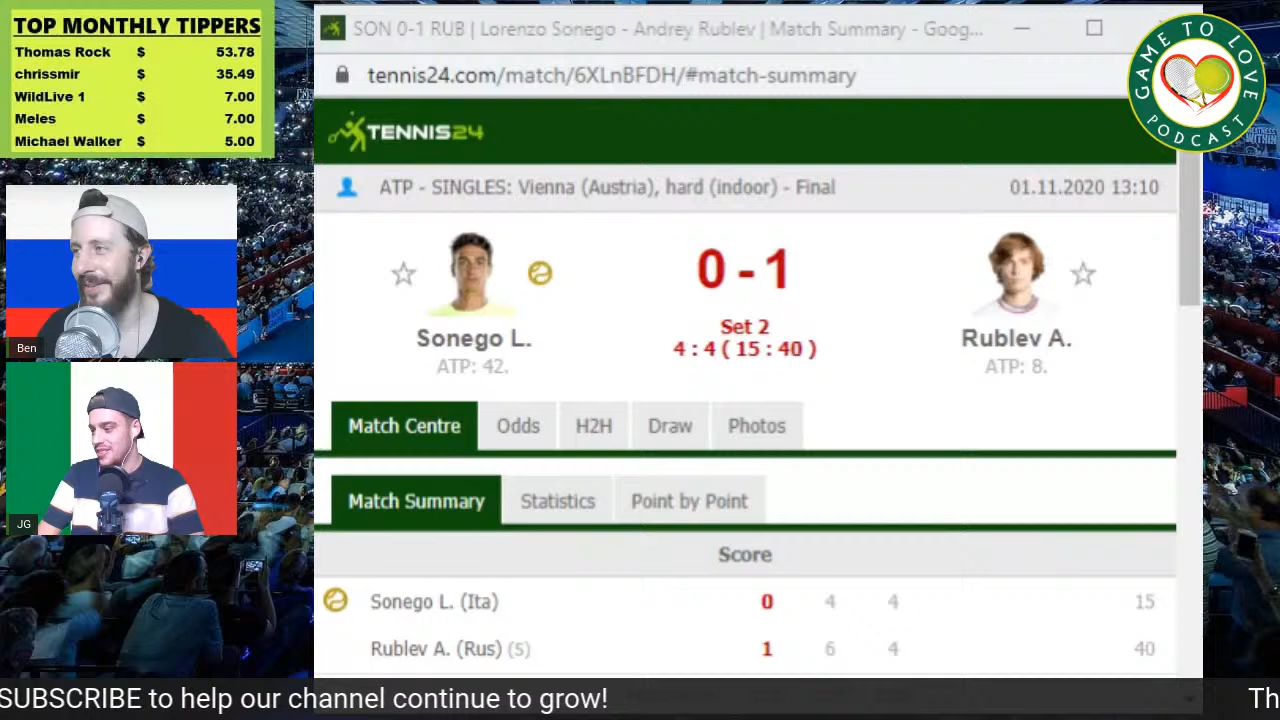 TOP MONTHLY TIPPERS
Thomas Rock $ 53.78
chrissmir $ 35.49
WildLive 1 $ 7.00
Meles $ 7.00
Michael Walker $ 5.00
Ben
JG
SON 0-1 RUB | Lorenzo Sonego - Andrey Rublev | Match Summary - Goog...
tennis24.com/match/6XLnBFDH/#match-summary
GAME TO LOVE
PODCAST
TENNIS24
ATP - SINGLES: Vienna (Austria), hard (indoor) - Final 01.11.2020 13:10
0 - 1
Set 2
4 : 4 ( 15 : 40 )
Sonego L.
ATP: 42.
Rublev A.
ATP: 8.
Match Centre Odds H2H Draw Photos
Match Summary Statistics Point by Point
Score
Sonego L. (Ita) 0 4 4 15
Rublev A. (Rus) (5) 1 6 4 40
SUBSCRIBE to help our channel continue to grow! Th